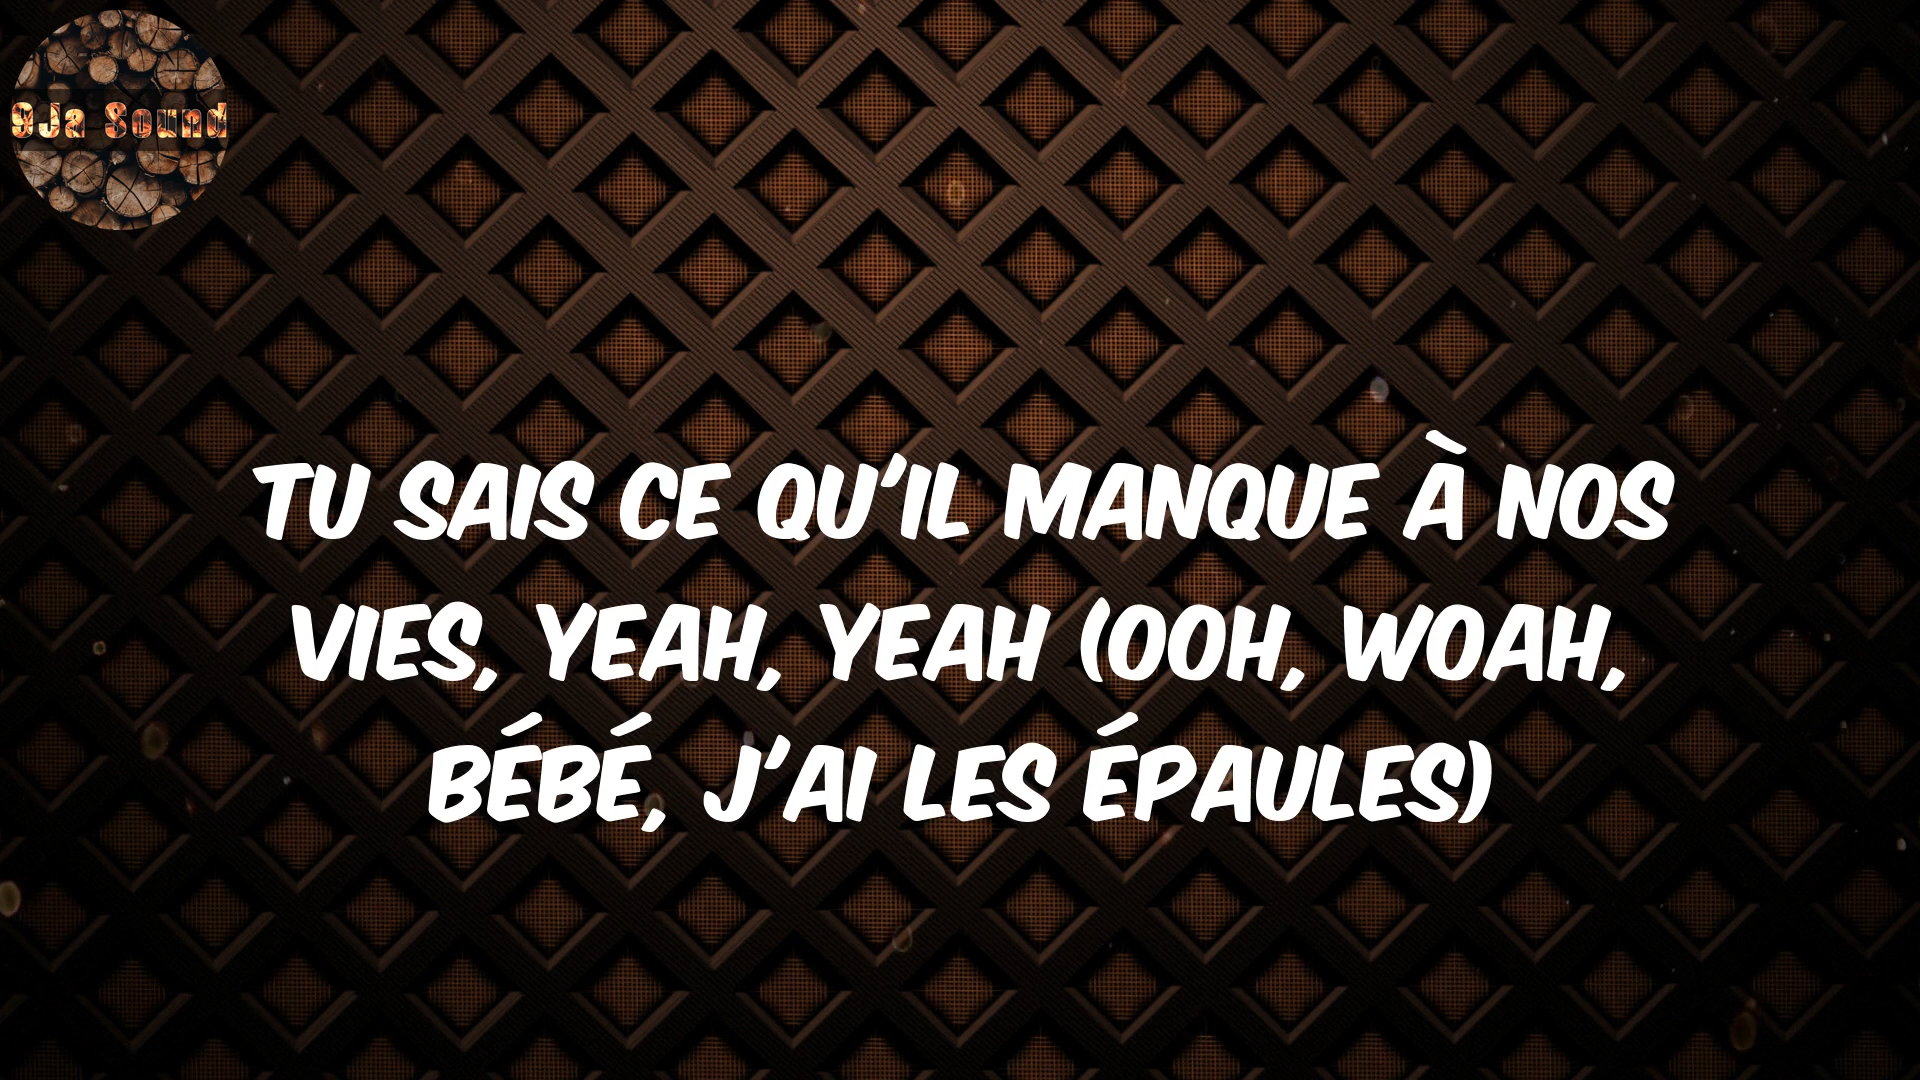 9Ja Sound
TU SAIS CE QU'IL MANQUE À NOS
VIES, YEAH, YEAH (OOH, WOAH,
BÉBÉ, J'AI LES ÉPAULES)